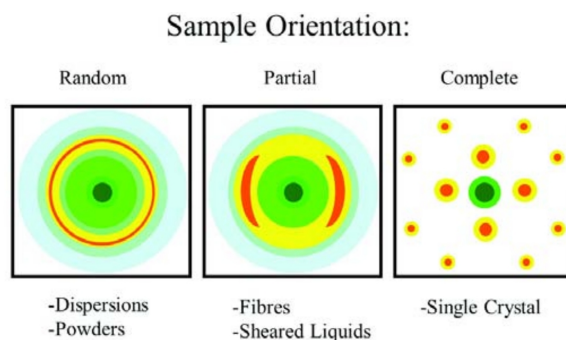 Sample Orientation:
Random
Partial
Complete
-Dispersions
-Powders
-Fibres
-Sheared Liquids
-Single Crystal